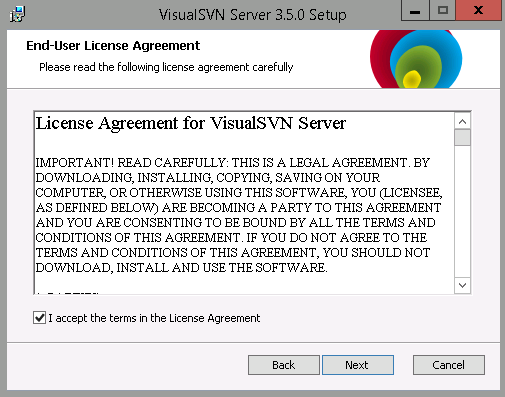 VisualSVN Server 3.5.0 Setup
End-User License Agreement
Please read the following license agreement carefully
License Agreement for VisualSVN Server
IMPORTANT! READ CAREFULLY: THIS IS A LEGAL AGREEMENT. BY
DOWNLOADING, INSTALLING, COPYING, SAVING ON YOUR
COMPUTER, OR OTHERWISE USING THIS SOFTWARE, YOU (LICENSEE,
AS DEFINED BELOW) ARE BECOMING A PARTY TO THIS AGREEMENT
AND YOU ARE CONSENTING TO BE BOUND BY ALL THE TERMS AND
CONDITIONS OF THIS AGREEMENT. IF YOU DO NOT AGREE TO THE
TERMS AND CONDITIONS OF THIS AGREEMENT, YOU SHOULD NOT
DOWNLOAD, INSTALL AND USE THE SOFTWARE.
I accept the terms in the License Agreement
Back Next Cancel